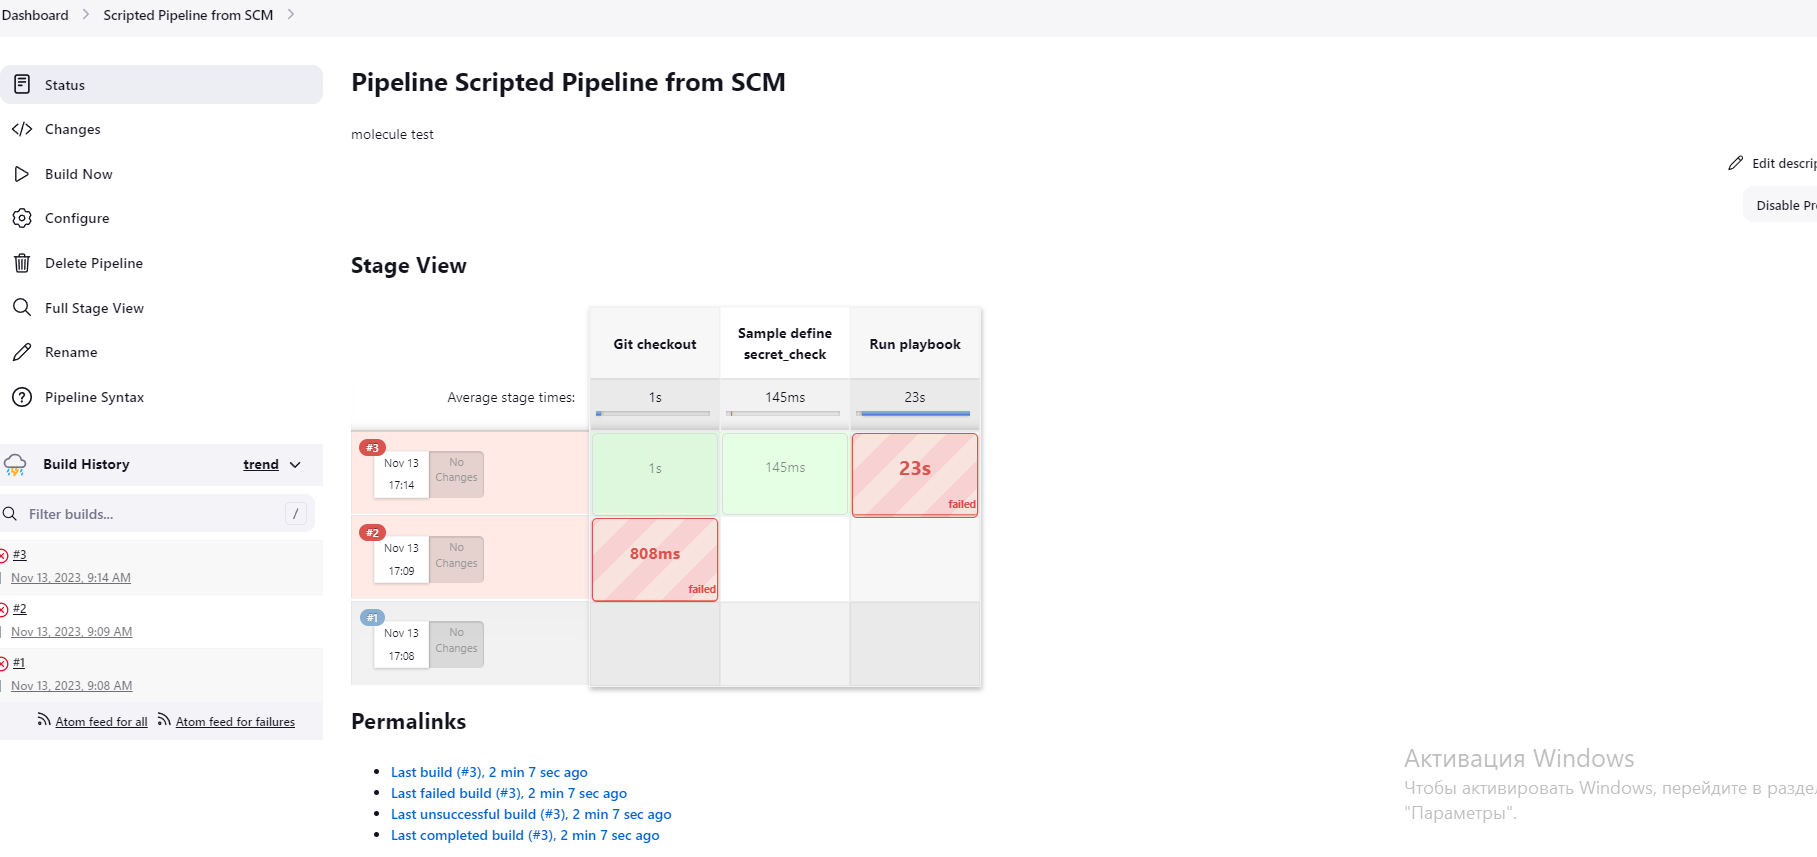 Dashboard
Scripted Pipeline from SCM
Status
Changes
Build Now
Configure
Delete Pipeline
Full Stage View
Rename
Pipeline Syntax
Build History
trend
Filter builds...
/
#3
Nov 13, 2023, 9:14 AM
#2
Nov 13, 2023, 9:09 AM
#1
Nov 13, 2023, 9:08 AM
Atom feed for all
Atom feed for failures
Pipeline Scripted Pipeline from SCM
molecule test
Edit descrip
Disable Pr
Stage View
Git checkout
Sample define
secret_check
Run playbook
Average stage times:
1s
145ms
23s
#3
Nov 13
17:14
No
Changes
1s
145ms
23s
failed
#2
Nov 13
17:09
No
Changes
808ms
failed
#1
Nov 13
17:08
No
Changes
Permalinks
Last build (#3), 2 min 7 sec ago
Last failed build (#3), 2 min 7 sec ago
Last unsuccessful build (#3), 2 min 7 sec ago
Last completed build (#3), 2 min 7 sec ago
Активация Windows
Чтобы активировать Windows, перейдите в раздел
"Параметры".